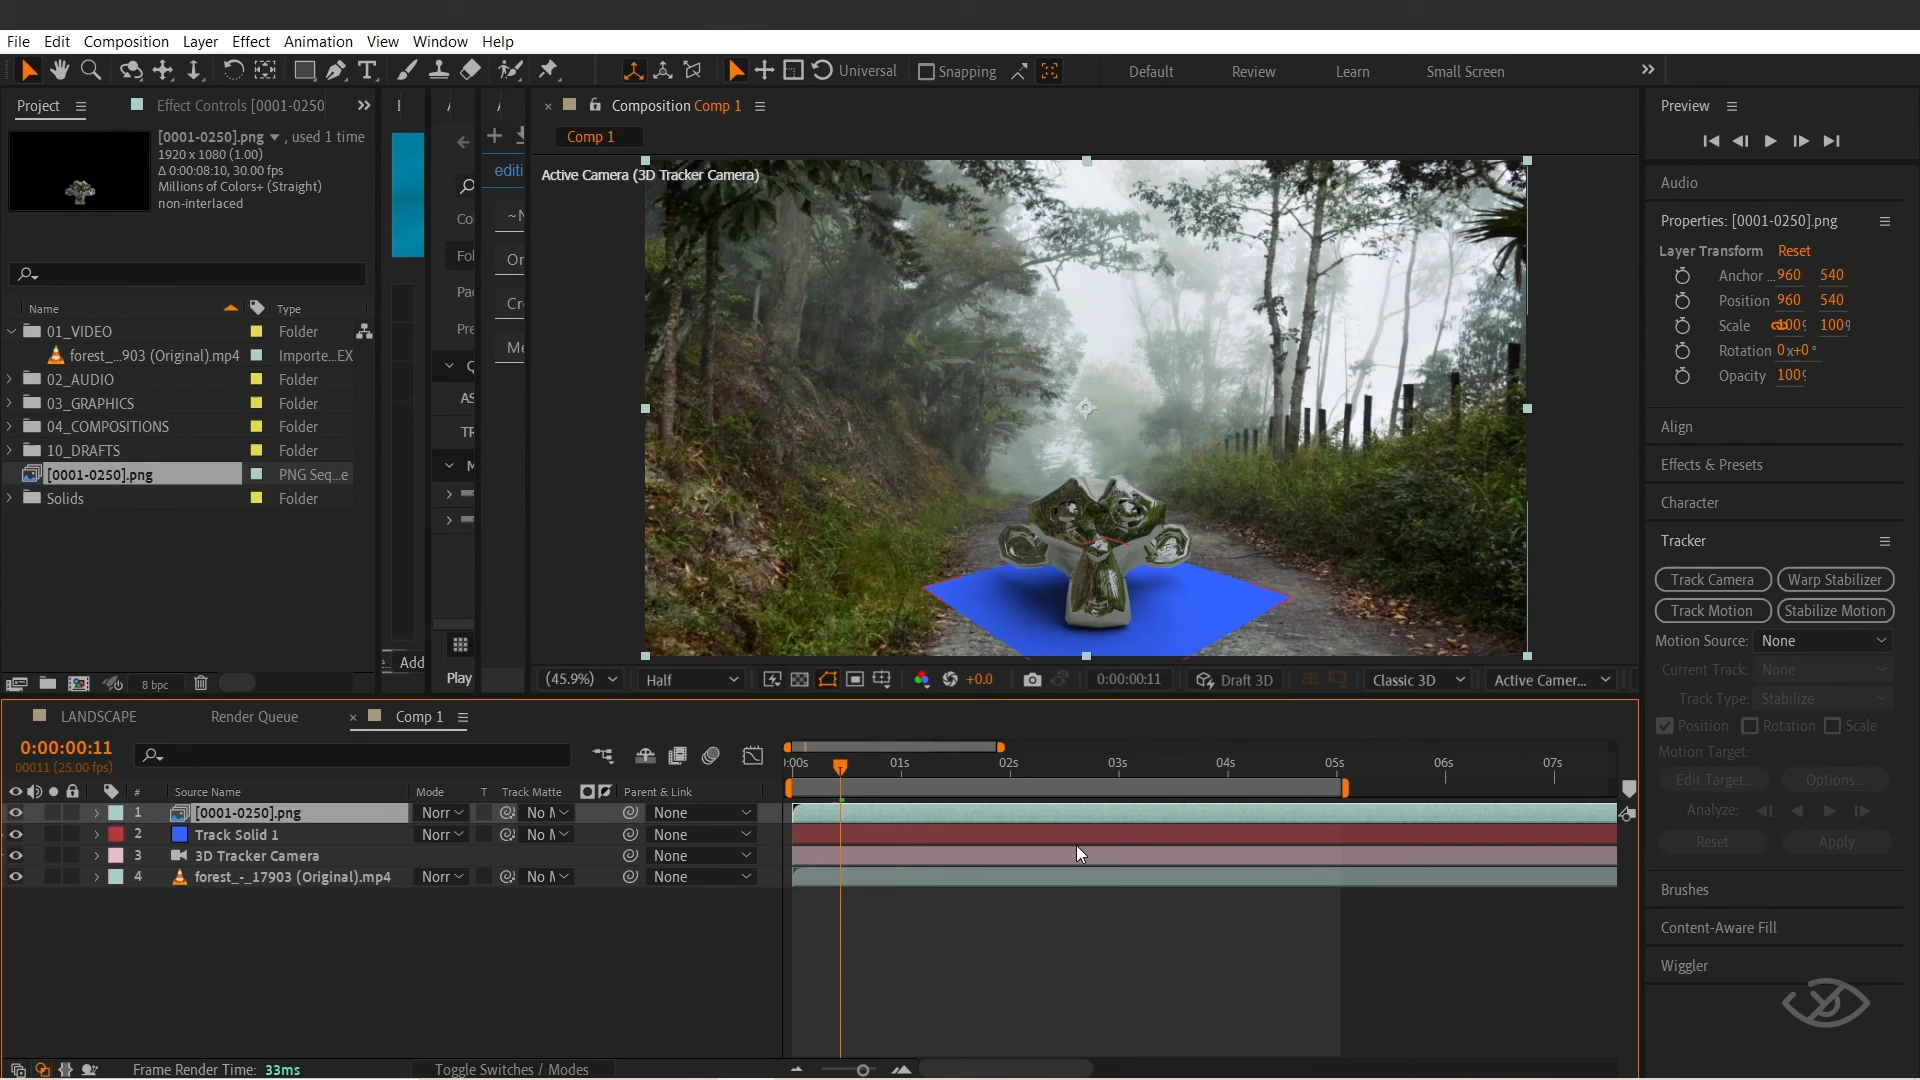 File Edit Composition Layer Effect Animation View Window Help
Universal Snapping Default Review Learn Small Screen
Project Effect Controls [0001-0250]
[0001-0250].png , used 1 time
1920 x 1080 (1.00)
Δ 0:00:08:10, 30.00 fps
Millions of Colors+ (Straight)
non-interlaced
Name Type
01_VIDEO Folder
forest_...903 (Original).mp4 Importe...EX
02_AUDIO Folder
03_GRAPHICS Folder
04_COMPOSITIONS Folder
10_DRAFTS Folder
[0001-0250].png PNG Seq...e
Solids Folder
8 bpc
editi
Add
Play
Composition Comp 1
Comp 1
Active Camera (3D Tracker Camera)
(45.9%) Half +0.0 0:00:00:11 Draft 3D Classic 3D Active Camer...
Preview
Audio
Properties: [0001-0250].png
Layer Transform Reset
Anchor ... 960 540
Position 960 540
Scale 100% 100%
Rotation 0x+0°
Opacity 100%
Align
Effects & Presets
Character
Tracker
Track Camera Warp Stabilizer
Track Motion Stabilize Motion
Motion Source: None
Current Track: None
Track Type: Stabilize
Position Rotation Scale
Motion Target:
Edit Target... Options...
Analyze:
Reset Apply
Brushes
Content-Aware Fill
Wiggler
LANDSCAPE Render Queue Comp 1
0:00:00:11
00011 (25.00 fps)
:00s 01s 02s 03s 04s 05s 06s 07s
# Source Name Mode T Track Matte Parent & Link
1 [0001-0250].png Norr No M None
2 Track Solid 1 Norr No M None
3 3D Tracker Camera None
4 forest_-_17903 (Original).mp4 Norr No M None
Frame Render Time: 33ms Toggle Switches / Modes